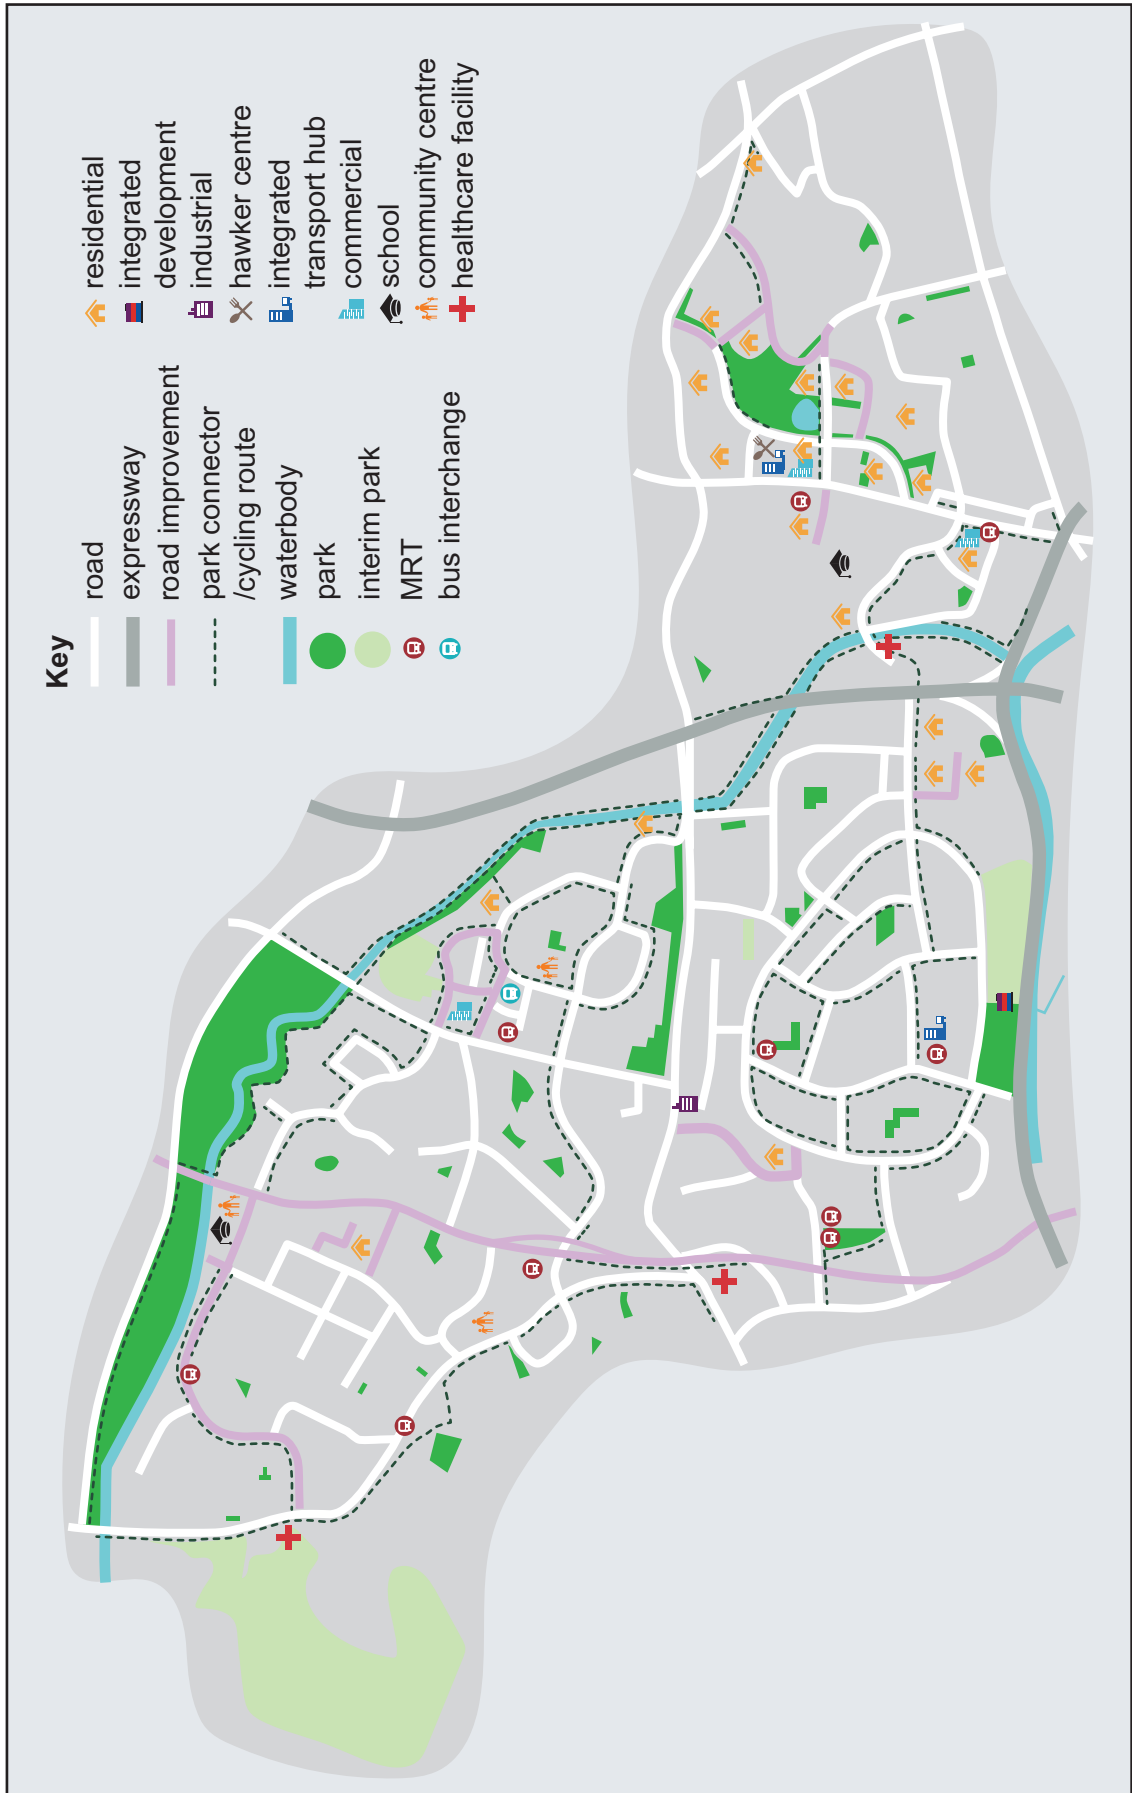 Key
road
expressway
road improvement
park connector
/cycling route
waterbody
park
interim park
MRT
bus interchange
residential
integrated
development
industrial
hawker centre
integrated
transport hub
commercial
school
community centre
healthcare facility